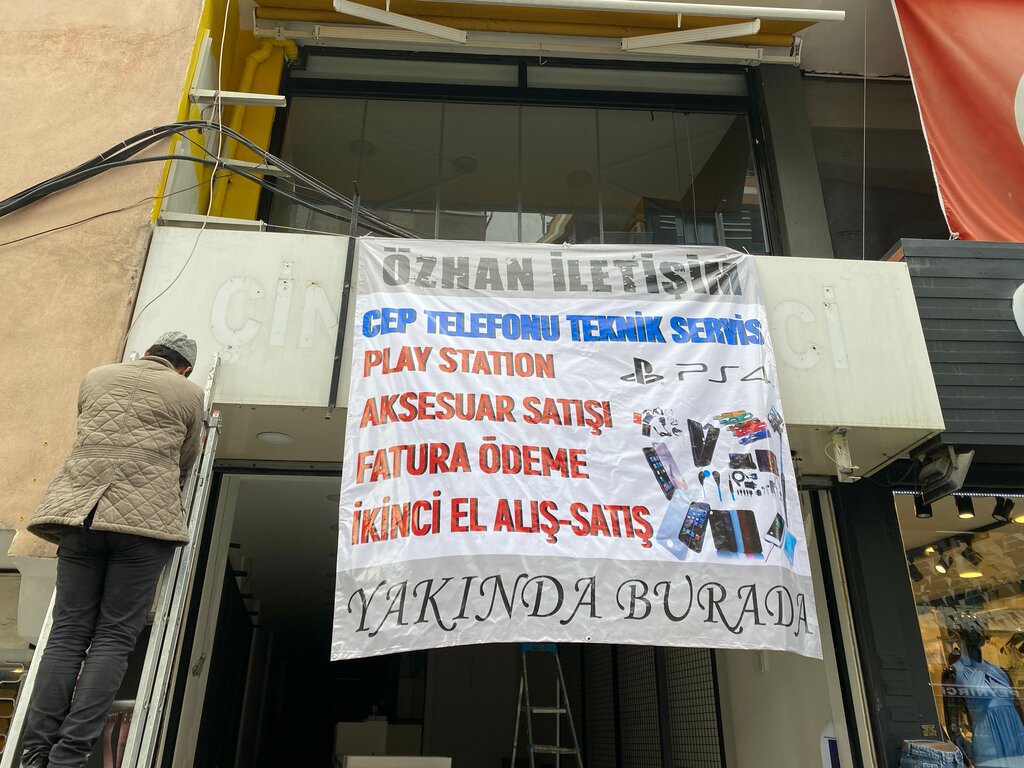 ÖZHAN İLETİŞİM
CEP TELEFONU TEKNİK SERVİS
PLAY STATION
PS4
AKSESUAR SATIŞI
FATURA ÖDEME
İKİNCİ EL ALIŞ-SATIŞ
YAKINDA BURADA